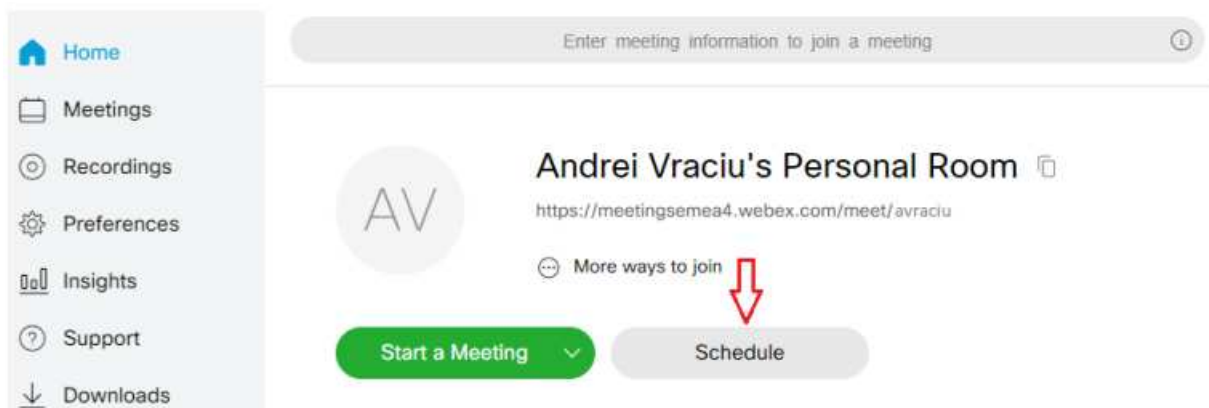 Home
Meetings
Recordings
Preferences
Insights
Support
Downloads
Enter meeting information to join a meeting
AV
Andrei Vraciu's Personal Room
https://meetingsemea4.webex.com/meet/avraciu
More ways to join
Start a Meeting
Schedule